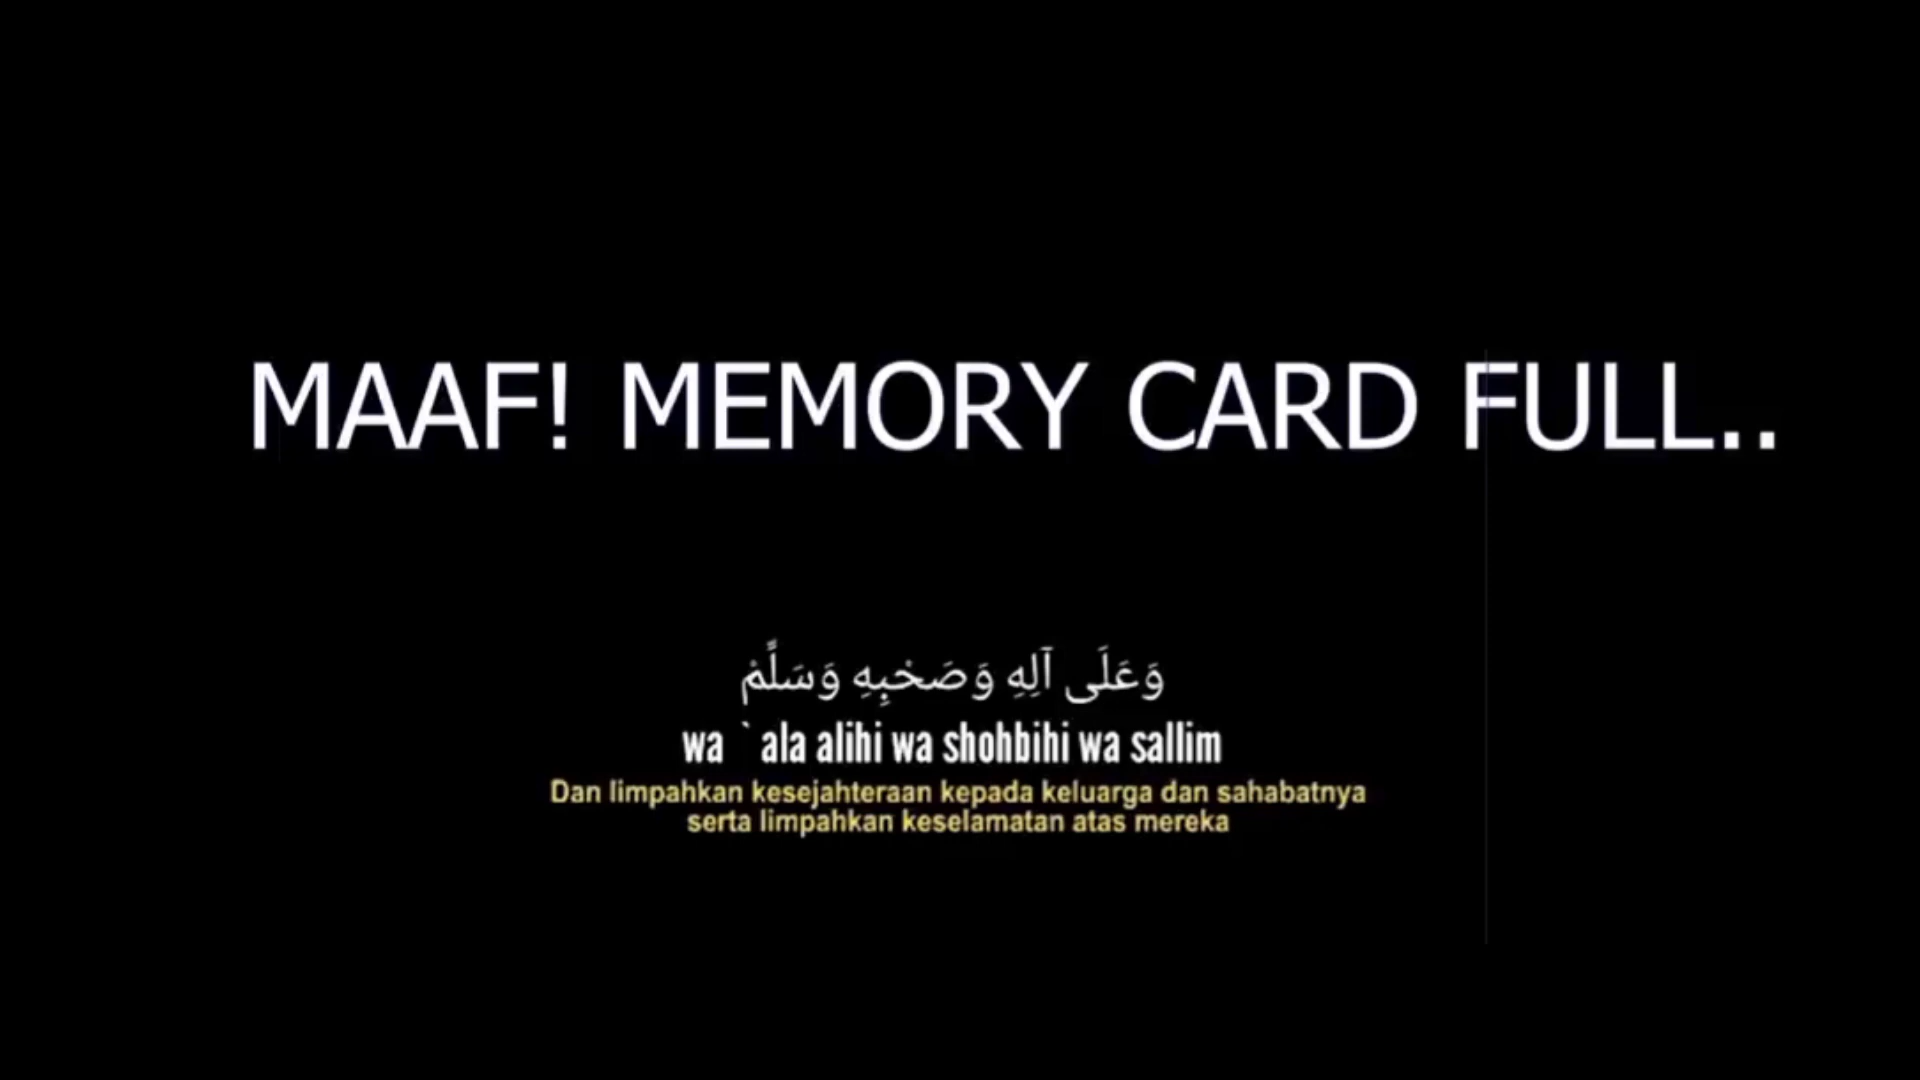 MAAF! MEMORY CARD FULL..
وَعَلَى آلِهِ وَصَحْبِهِ وَسَلِّمْ
wa `ala alihi wa shohbihi wa sallim
Dan limpahkan kesejahteraan kepada keluarga dan sahabatnya
serta limpahkan keselamatan atas mereka